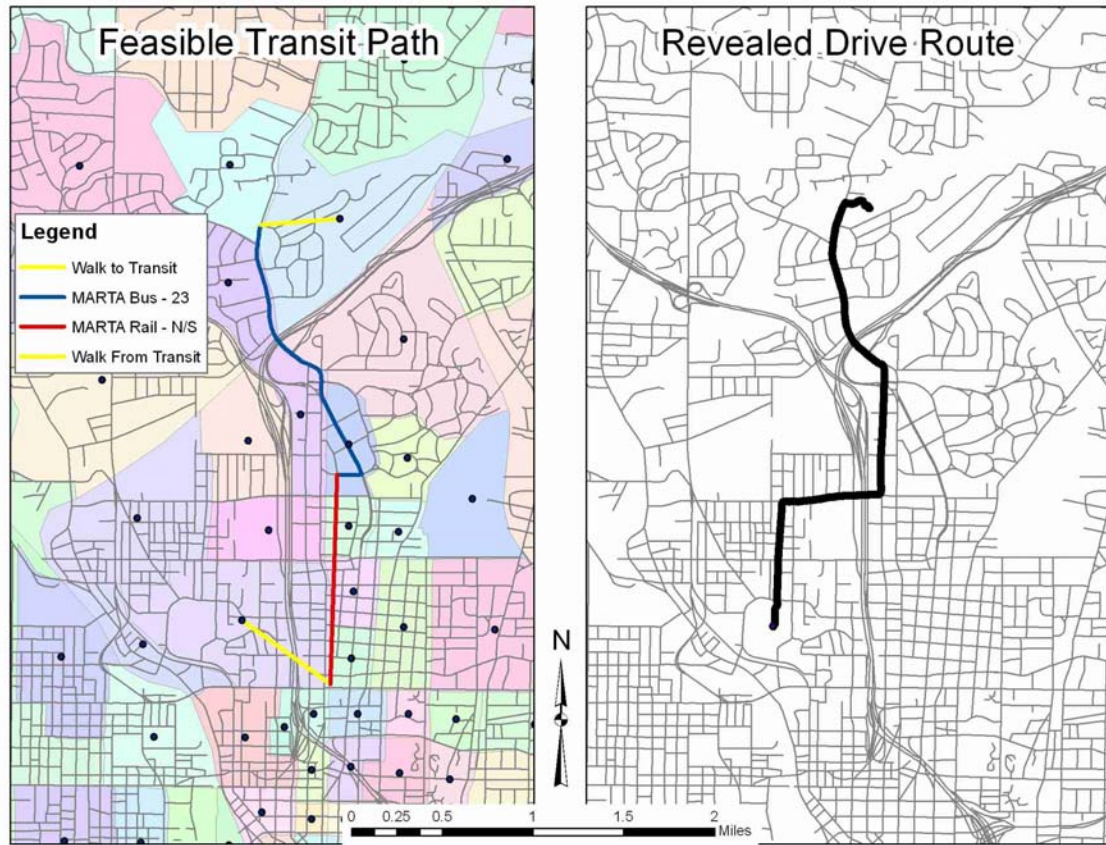 Feasible Transit Path
Revealed Drive Route
Legend
Walk to Transit
MARTA Bus - 23
MARTA Rail - N/S
Walk From Transit
N
0 0.25 0.5 1 1.5 2
Miles